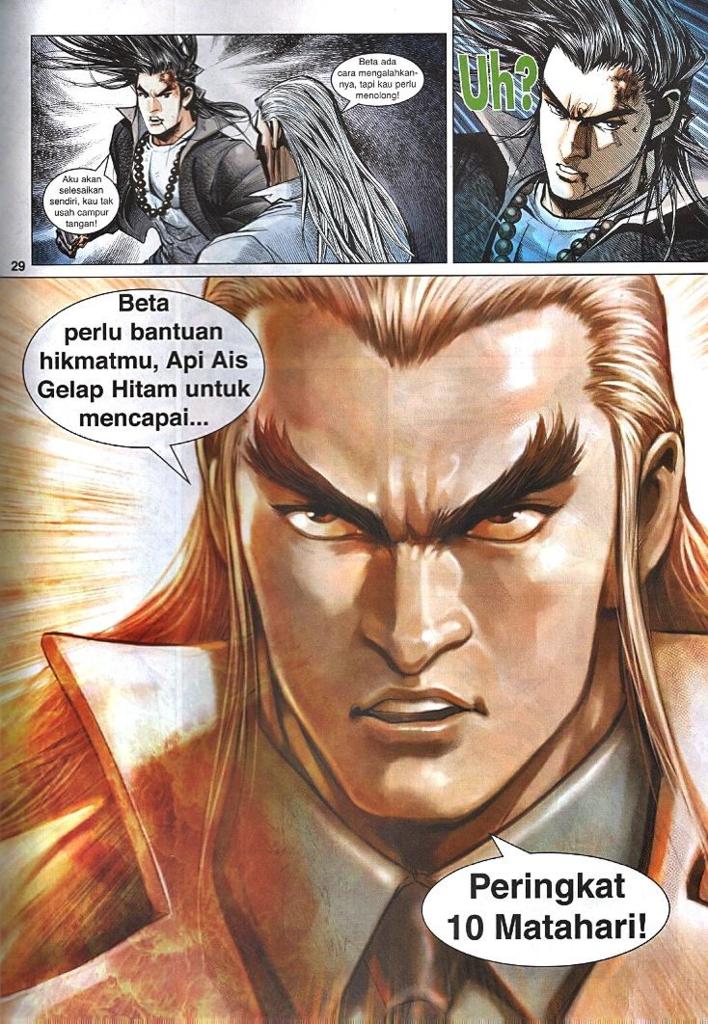 Aku akan
selesaikan
sendiri, kau tak
usah campur
tangan!
Beta ada
cara mengalahkan-
nya, tapi kau perlu
menolong!
Uh?
29
Beta
perlu bantuan
hikmatmu, Api Ais
Gelap Hitam untuk
mencapai...
Peringkat
10 Matahari!